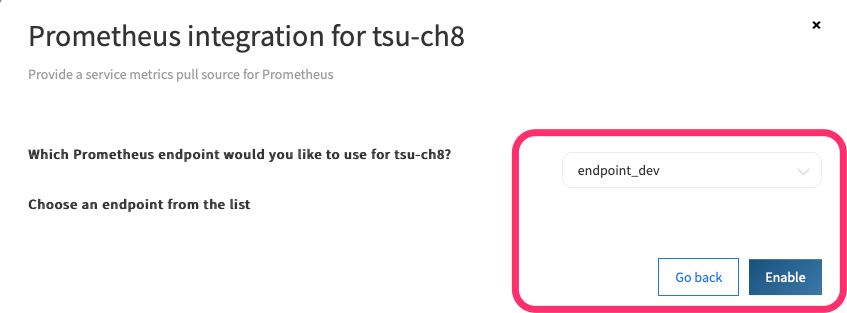 Prometheus integration for tsu-ch8
Provide a service metrics pull source for Prometheus
Which Prometheus endpoint would you like to use for tsu-ch8?
endpoint_dev
Choose an endpoint from the list
Go back
Enable